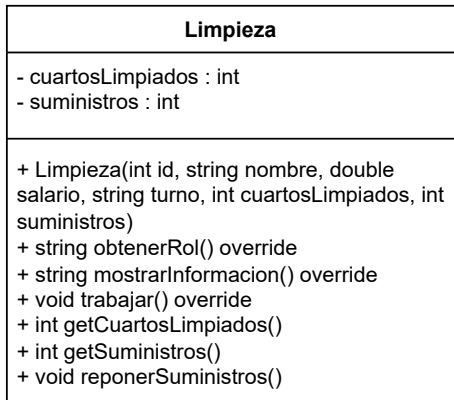 Limpieza
- cuartosLimpiados : int
- suministros : int
+ Limpieza(int id, string nombre, double
salario, string turno, int cuartosLimpiados, int
suministros)
+ string obtenerRol() override
+ string mostrarInformacion() override
+ void trabajar() override
+ int getCuartosLimpiados()
+ int getSuministros()
+ void reponerSuministros()